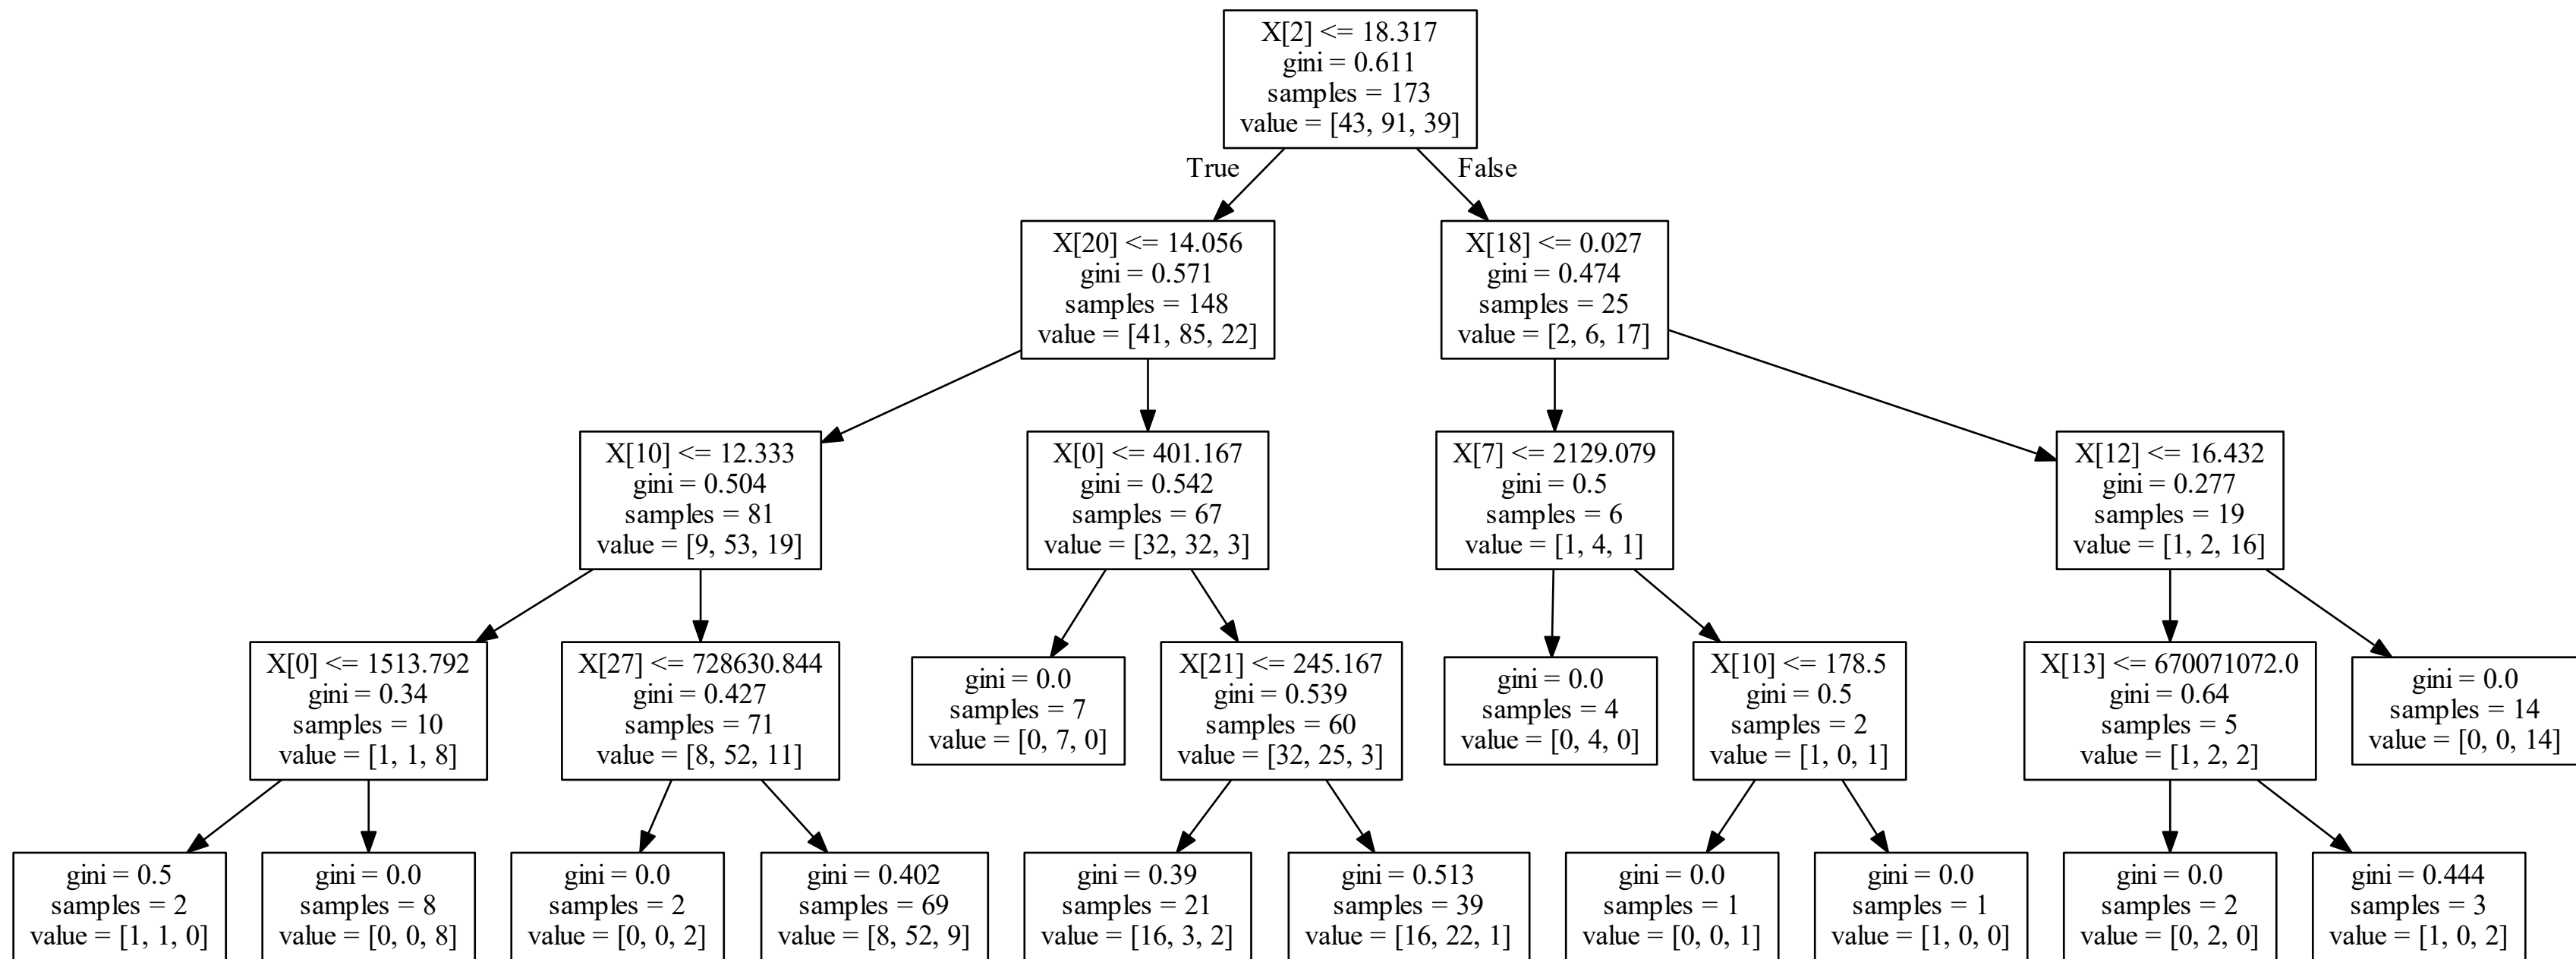 X[2] <= 18.317
gini = 0.611
samples = 173
value = [43, 91, 39]
True
False
X[20] <= 14.056
gini = 0.571
samples = 148
value = [41, 85, 22]
X[18] <= 0.027
gini = 0.474
samples = 25
value = [2, 6, 17]
X[10] <= 12.333
gini = 0.504
samples = 81
value = [9, 53, 19]
X[0] <= 401.167
gini = 0.542
samples = 67
value = [32, 32, 3]
X[7] <= 2129.079
gini = 0.5
samples = 6
value = [1, 4, 1]
X[12] <= 16.432
gini = 0.277
samples = 19
value = [1, 2, 16]
X[0] <= 1513.792
gini = 0.34
samples = 10
value = [1, 1, 8]
X[27] <= 728630.844
gini = 0.427
samples = 71
value = [8, 52, 11]
gini = 0.0
samples = 7
value = [0, 7, 0]
X[21] <= 245.167
gini = 0.539
samples = 60
value = [32, 25, 3]
gini = 0.0
samples = 4
value = [0, 4, 0]
X[10] <= 178.5
gini = 0.5
samples = 2
value = [1, 0, 1]
X[13] <= 670071072.0
gini = 0.64
samples = 5
value = [1, 2, 2]
gini = 0.0
samples = 14
value = [0, 0, 14]
gini = 0.5
samples = 2
value = [1, 1, 0]
gini = 0.0
samples = 8
value = [0, 0, 8]
gini = 0.0
samples = 2
value = [0, 0, 2]
gini = 0.402
samples = 69
value = [8, 52, 9]
gini = 0.39
samples = 21
value = [16, 3, 2]
gini = 0.513
samples = 39
value = [16, 22, 1]
gini = 0.0
samples = 1
value = [0, 0, 1]
gini = 0.0
samples = 1
value = [1, 0, 0]
gini = 0.0
samples = 2
value = [0, 2, 0]
gini = 0.444
samples = 3
value = [1, 0, 2]